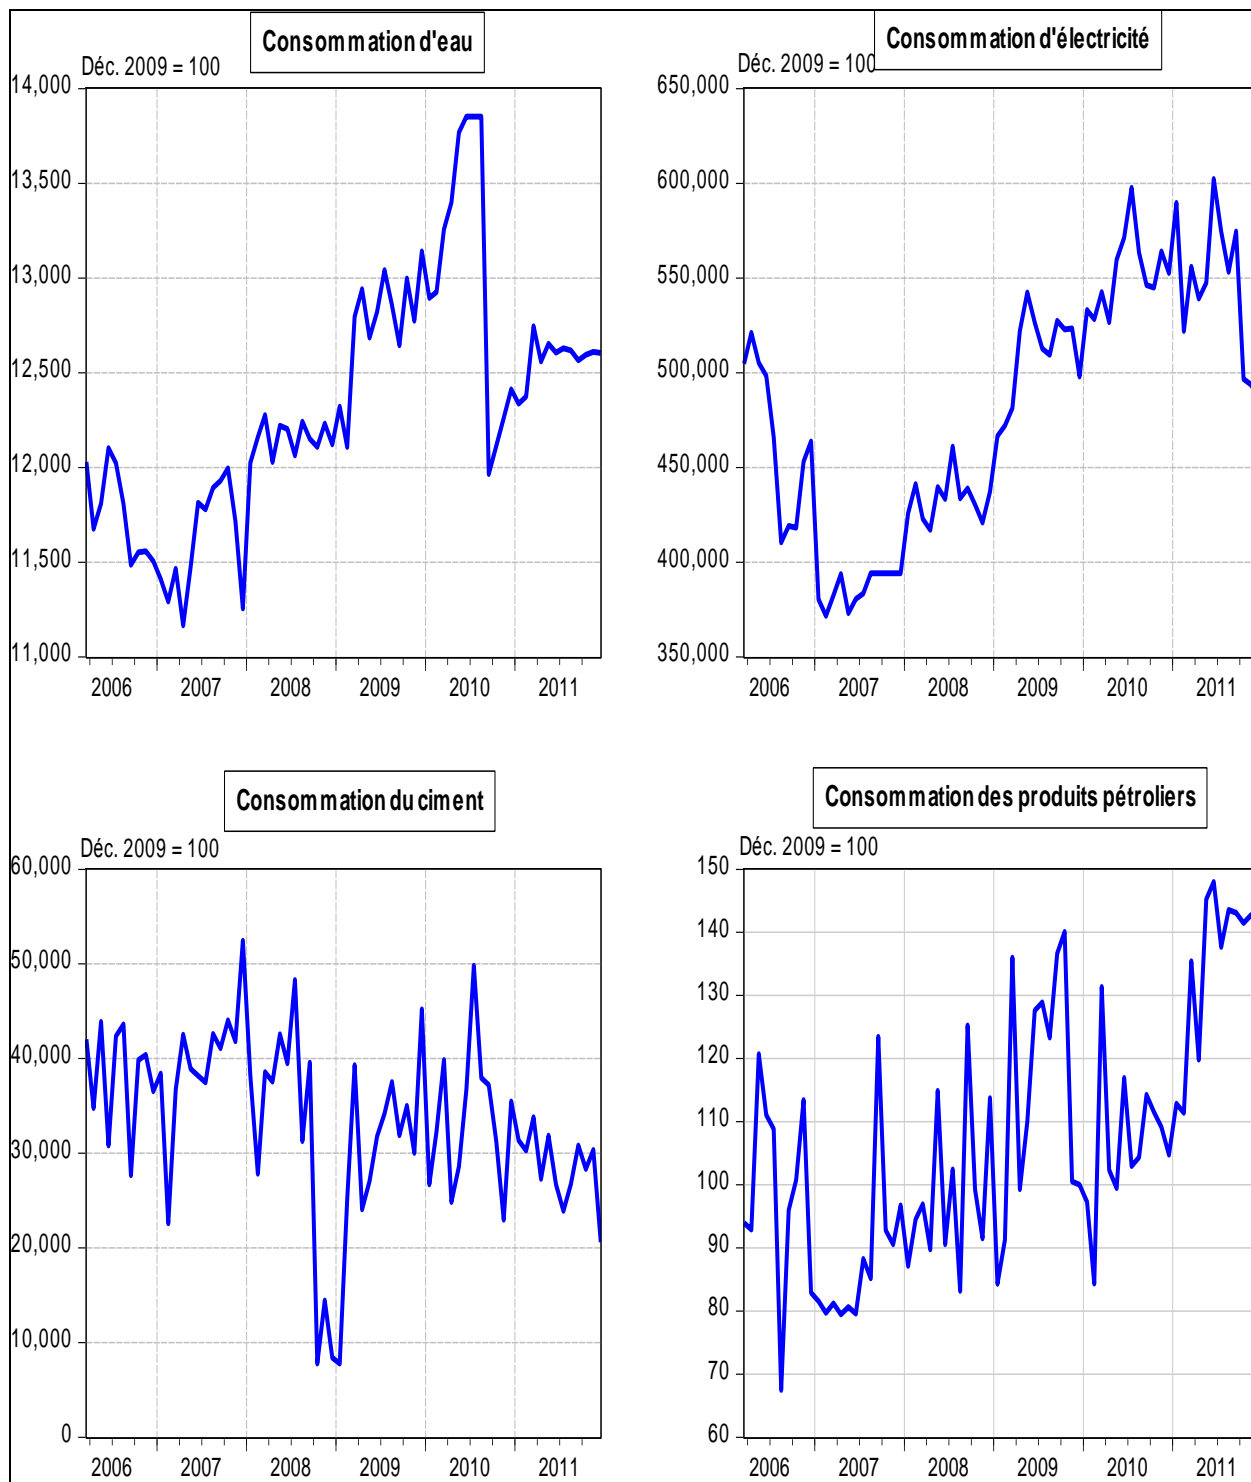 Consommation d'eau
Déc. 2009 = 100
14,000
13,500
13,000
12,500
12,000
11,500
11,000
2006 2007 2008 2009 2010 2011
Consommation d'électricité
Déc. 2009 = 100
650,000
600,000
550,000
500,000
450,000
400,000
350,000
2006 2007 2008 2009 2010 2011
Consommation du ciment
Déc. 2009 = 100
60,000
50,000
40,000
30,000
20,000
10,000
0
2006 2007 2008 2009 2010 2011
Consommation des produits pétroliers
Déc. 2009 = 100
150
140
130
120
110
100
90
80
70
60
2006 2007 2008 2009 2010 2011